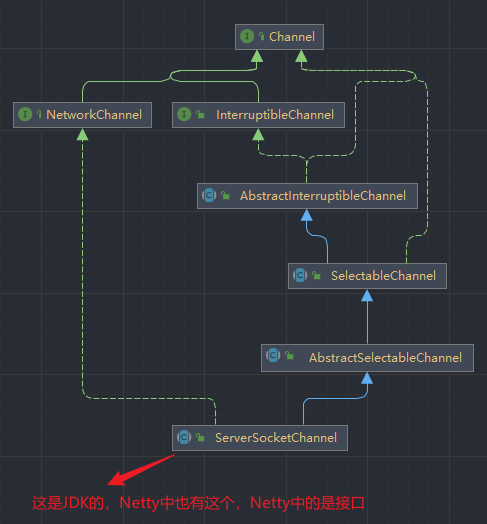 Channel
NetworkChannel
InterruptibleChannel
AbstractInterruptibleChannel
SelectableChannel
AbstractSelectableChannel
ServerSocketChannel
这是JDK的，Netty中也有这个，Netty中的是接口